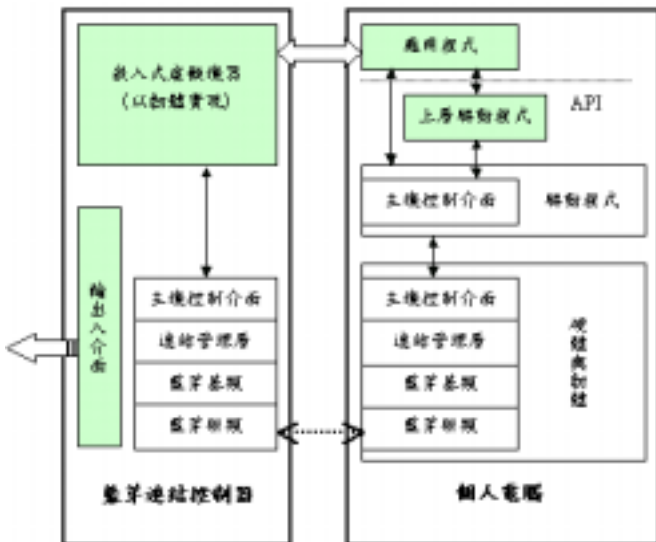 嵌入式虛擬機器
(以韌體實現)
輸出入介面
主機控制介面
連結管理層
藍芽基頻
藍芽射頻
藍芽連結控制器
應用程式
API
上層驅動程式
主機控制介面
驅動程式
主機控制介面
連結管理層
藍芽基頻
藍芽射頻
硬體與韌體
個人電腦